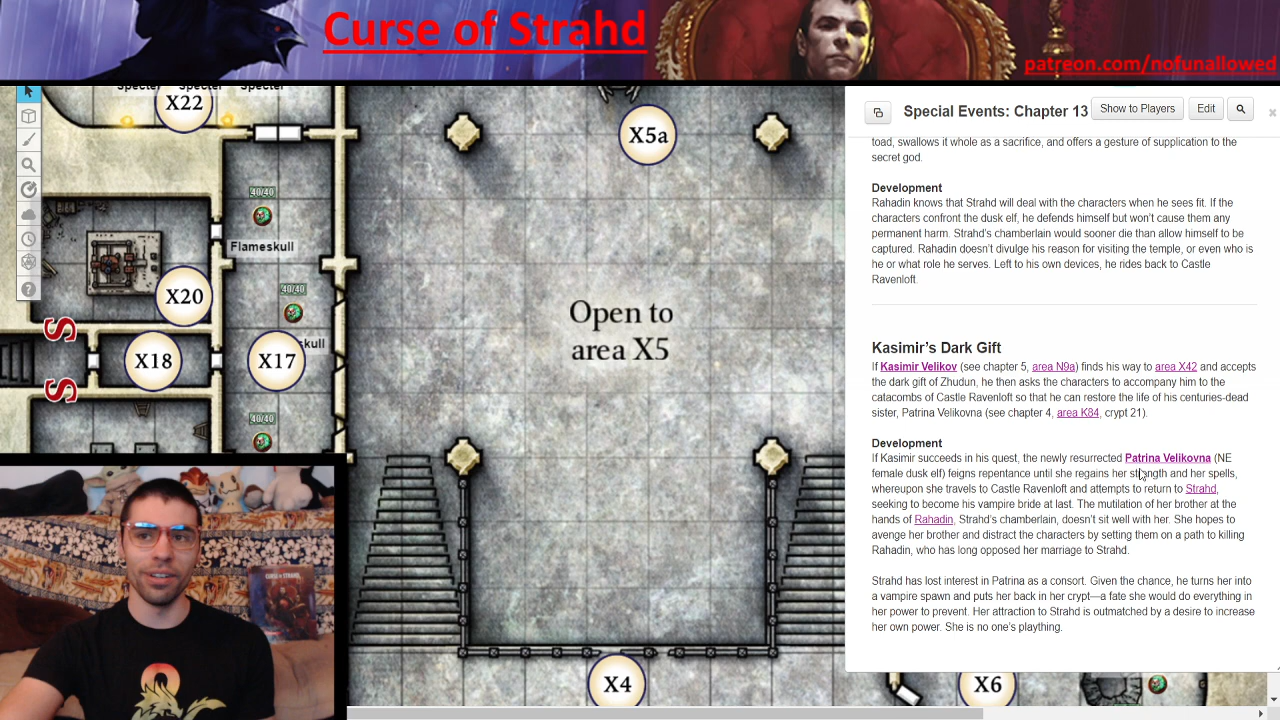 Curse of Strahd
patreon.com/nofunallowed
Specter Specter Specter
X22
X5a
40/40
Flameskull
X20
40/40
skull
S
X18
X17
S
40/40
Open to
area X5
X4
X6
Special Events: Chapter 13
Show to Players
Edit
toad, swallows it whole as a sacrifice, and offers a gesture of supplication to the
secret god.
Development
Rahadin knows that Strahd will deal with the characters when he sees fit. If the
characters confront the dusk elf, he defends himself but won't cause them any
permanent harm. Strahd's chamberlain would sooner die than allow himself to be
captured. Rahadin doesn't divulge his reason for visiting the temple, or even who is
he or what role he serves. Left to his own devices, he rides back to Castle
Ravenloft.
Kasimir's Dark Gift
If Kasimir Velikov (see chapter 5, area N9a) finds his way to area X42 and accepts
the dark gift of Zhudun, he then asks the characters to accompany him to the
catacombs of Castle Ravenloft so that he can restore the life of his centuries-dead
sister, Patrina Velikovna (see chapter 4, area K84, crypt 21).
Development
If Kasimir succeeds in his quest, the newly resurrected Patrina Velikovna (NE
female dusk elf) feigns repentance until she regains her strength and her spells,
whereupon she travels to Castle Ravenloft and attempts to return to Strahd,
seeking to become his vampire bride at last. The mutilation of her brother at the
hands of Rahadin, Strahd's chamberlain, doesn't sit well with her. She hopes to
avenge her brother and distract the characters by setting them on a path to killing
Rahadin, who has long opposed her marriage to Strahd.
Strahd has lost interest in Patrina as a consort. Given the chance, he turns her into
a vampire spawn and puts her back in her crypt—a fate she would do everything in
her power to prevent. Her attraction to Strahd is outmatched by a desire to increase
her own power. She is no one's plaything.
CURSE OF STRAHD